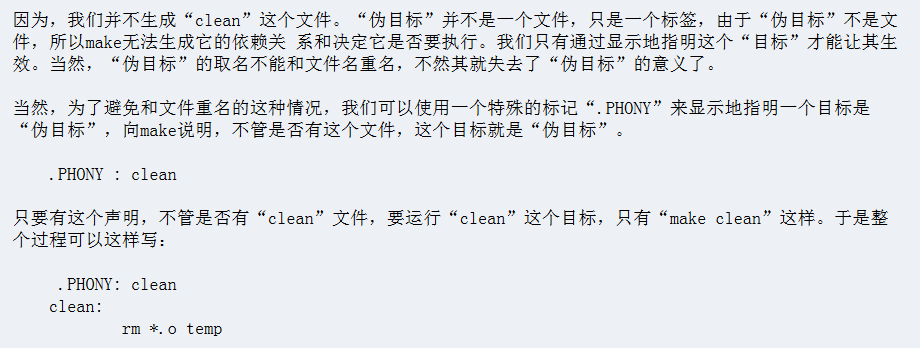 因为，我们并不生成“clean”这个文件。“伪目标”并不是一个文件，只是一个标签，由于“伪目标”不是文
件，所以make无法生成它的依赖关 系和决定它是否要执行。我们只有通过显示地指明这个“目标”才能让其生
效。当然，“伪目标”的取名不能和文件名重名，不然其就失去了“伪目标”的意义了。
当然，为了避免和文件重名的这种情况，我们可以使用一个特殊的标记“.PHONY”来显示地指明一个目标是
“伪目标”，向make说明，不管是否有这个文件，这个目标就是“伪目标”。
.PHONY : clean
只要有这个声明，不管是否有“clean”文件，要运行“clean”这个目标，只有“make clean”这样。于是整
个过程可以这样写：
.PHONY: clean
clean:
rm *.o temp